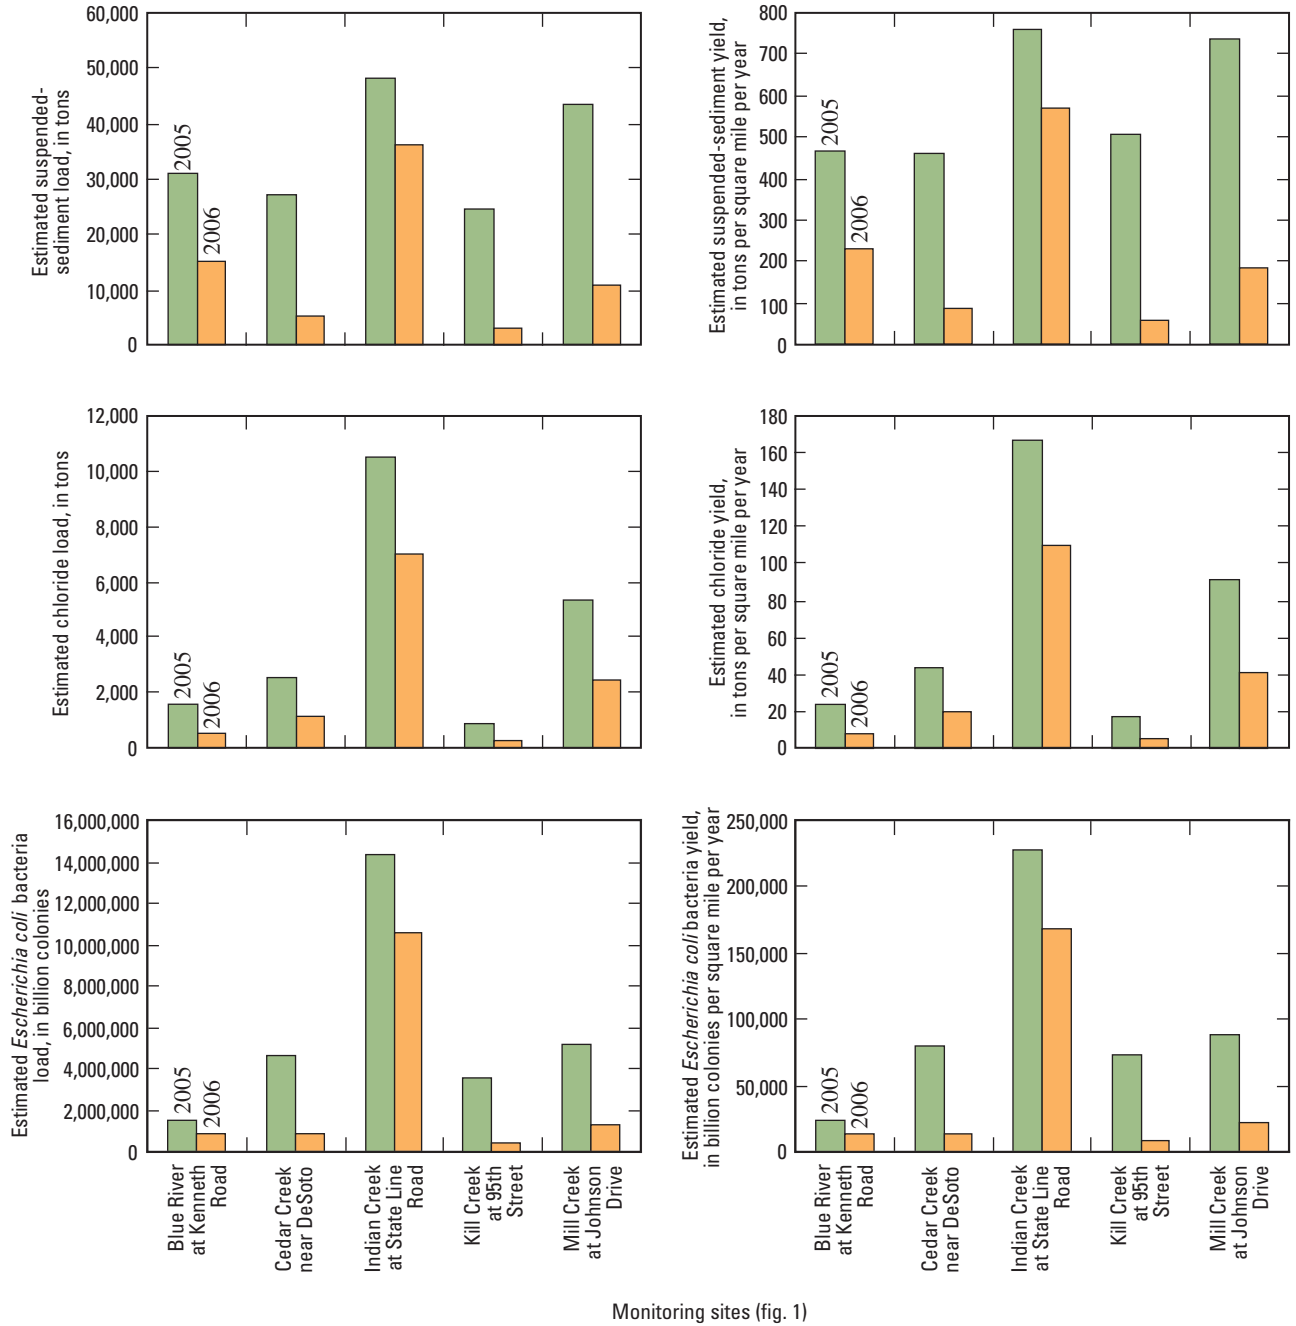 Estimated suspended-
sediment load, in tons
60,000
50,000
40,000
30,000
20,000
10,000
0
2005
2006
Estimated suspended-sediment yield,
in tons per square mile per year
800
700
600
500
400
300
200
100
0
2005
2006
Estimated chloride load, in tons
12,000
10,000
8,000
6,000
4,000
2,000
0
2005
2006
Estimated chloride yield,
in tons per square mile per year
180
160
140
120
100
80
60
40
20
0
2005
2006
Estimated Escherichia coli bacteria
load, in billion colonies
16,000,000
14,000,000
12,000,000
10,000,000
8,000,000
6,000,000
4,000,000
2,000,000
0
2005
2006
Blue River
at Kenneth
Road
Cedar Creek
near DeSoto
Indian Creek
at State Line
Road
Kill Creek
at 95th
Street
Mill Creek
at Johnson
Drive
Estimated Escherichia coli bacteria yield,
in billion colonies per square mile per year
250,000
200,000
150,000
100,000
50,000
0
2005
2006
Blue River
at Kenneth
Road
Cedar Creek
near DeSoto
Indian Creek
at State Line
Road
Kill Creek
at 95th
Street
Mill Creek
at Johnson
Drive
Monitoring sites (fig. 1)